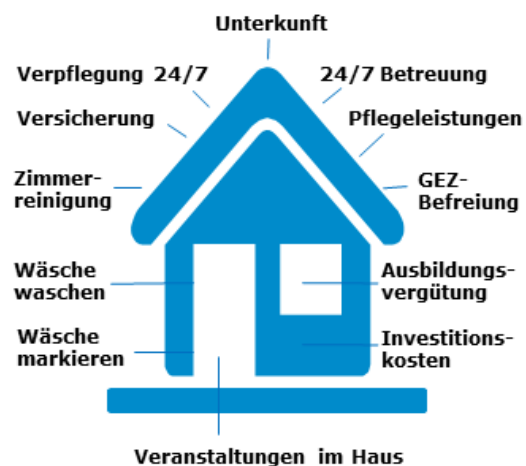 Unterkunft
Verpflegung 24/7
24/7 Betreuung
Versicherung
Pflegeleistungen
Zimmer-
reinigung
GEZ-
Befreiung
Wäsche
waschen
Ausbildungs-
vergütung
Wäsche
markieren
Investitions-
kosten
Veranstaltungen im Haus